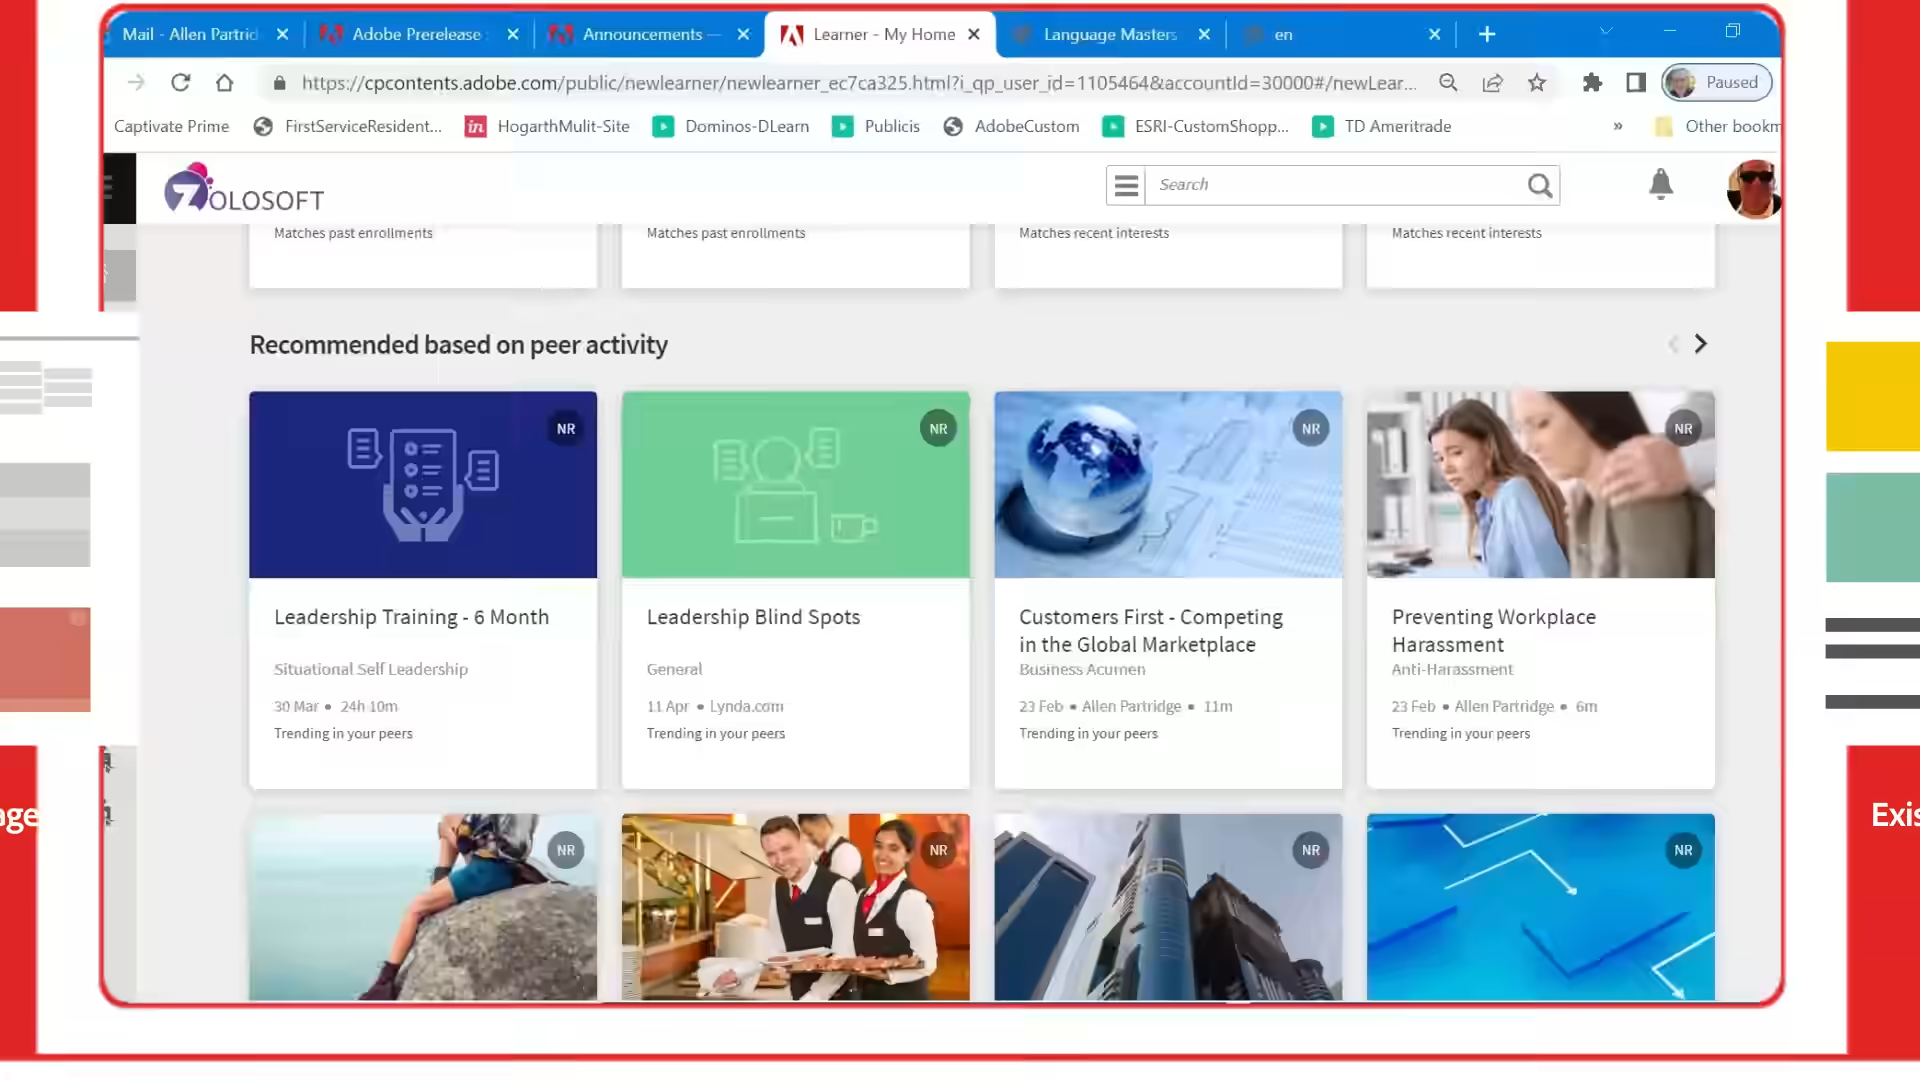 Mail - Allen Partrid
Adobe Prerelease
Announcements —
Learner - My Home
Language Masters
en
https://cpcontents.adobe.com/public/newlearner/newlearner_ec7ca325.html?i_qp_user_id=1105464&accountId=30000#/newLear...
Paused
Captivate Prime
FirstServiceResident...
in HogarthMulit-Site
Dominos-DLearn
Publicis
AdobeCustom
ESRI-CustomShopp...
TD Ameritrade
»
Other bookm
7OLOSOFT
Search
Matches past enrollments
Matches past enrollments
Matches recent interests
Matches recent interests
Recommended based on peer activity
NR
NR
NR
NR
Leadership Training - 6 Month
Situational Self Leadership
30 Mar • 24h 10m
Trending in your peers
Leadership Blind Spots
General
11 Apr • Lynda.com
Trending in your peers
Customers First - Competing
in the Global Marketplace
Business Acumen
23 Feb • Allen Partridge • 11m
Trending in your peers
Preventing Workplace
Harassment
Anti-Harassment
23 Feb • Allen Partridge • 6m
Trending in your peers
age
Exis
NR
NR
NR
NR